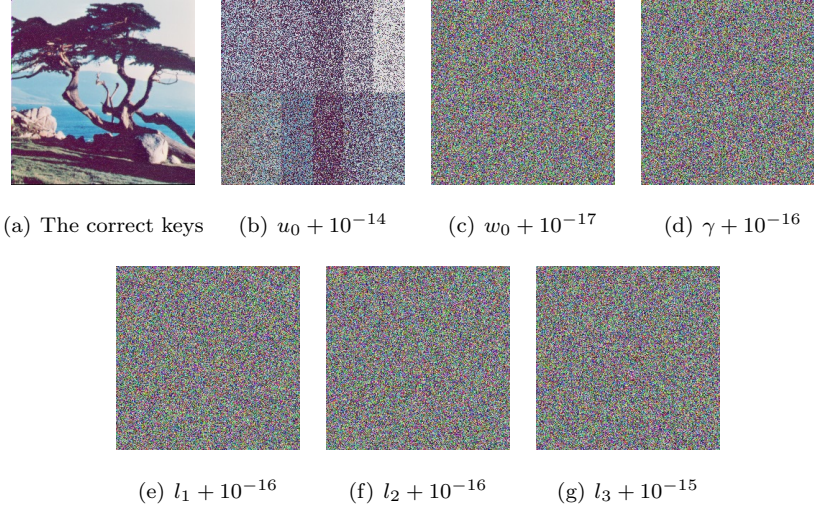 (a) The correct keys (b) u₀ + 10⁻¹⁴ (c) w₀ + 10⁻¹⁷ (d) γ + 10⁻¹⁶
(e) l₁ + 10⁻¹⁶ (f) l₂ + 10⁻¹⁶ (g) l₃ + 10⁻¹⁵